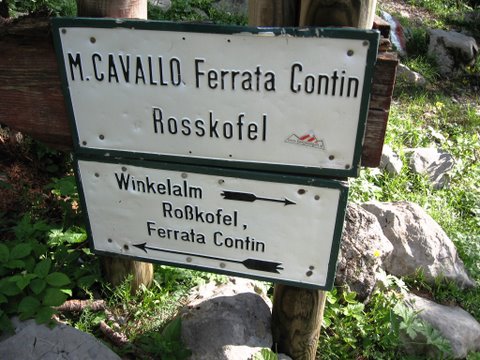 M. CAVALLO Ferrata Contin
Rosskofel
Winkelalm
Roßkofel,
Ferrata Contin